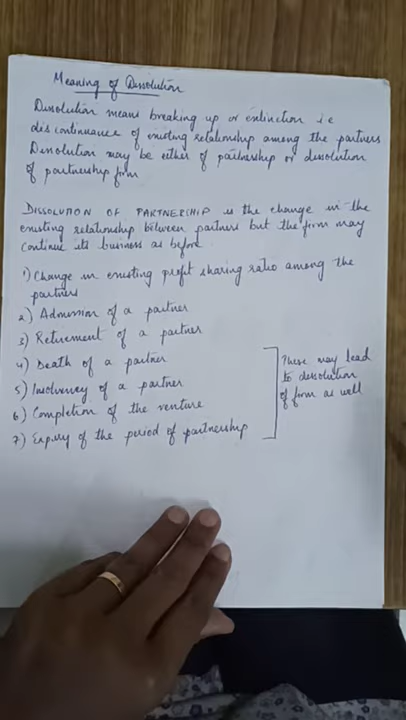 Meaning of Dissolution
Dissolution means breaking up or extinction i.e
discontinuance of existing relationship among the partners
Dissolution may be either of partnership or dissolution
of partnership firm
DISSOLUTION OF PARTNERSHIP is the change in the
existing relationship between partners but the firm may
continue its business as before.
1) Change in existing profit sharing ratio among the
partners
2) Admission of a partner
3) Retirement of a partner
4) Death of a partner
5) Insolvency of a partner
6) Completion of the venture
7) Expiry of the period of partnership
These may lead
to dissolution
of firm as well